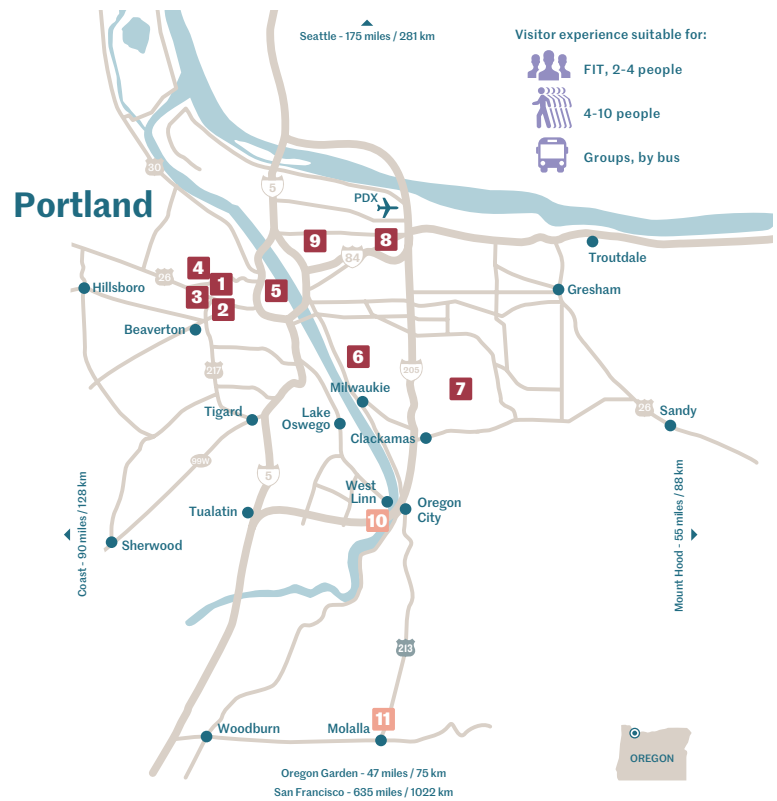 Seattle - 175 miles / 281 km
Visitor experience suitable for:
FIT, 2-4 people
4-10 people
Groups, by bus
30
5
PDX
Portland
9
8
84
Troutdale
4
26
1
Hillsboro
3
5
Gresham
2
Beaverton
6
217
205
Milwaukie
7
26
Tigard
Lake
Oswego
Sandy
Clackamas
99W
5
West
Linn
Oregon
City
Tualatin
10
Sherwood
Coast - 90 miles / 128 km
Mount Hood - 55 miles / 88 km
213
11
Woodburn
Molalla
OREGON
Oregon Garden - 47 miles / 75 km
San Francisco - 635 miles / 1022 km